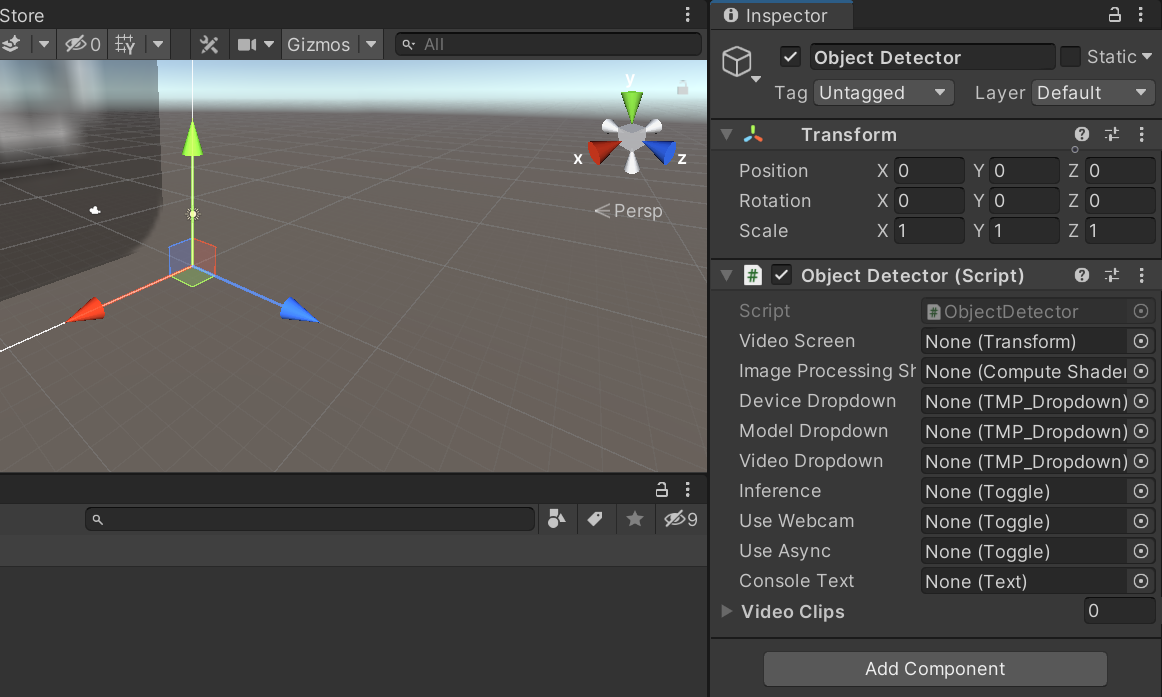 Store
0
Gizmos
All
y
x
z
Persp
9
Inspector
Object Detector
Static
Tag Untagged Layer Default
Transform
Position X 0 Y 0 Z 0
Rotation X 0 Y 0 Z 0
Scale X 1 Y 1 Z 1
# Object Detector (Script)
Script # ObjectDetector
Video Screen None (Transform)
Image Processing Sh None (Compute Shader
Device Dropdown None (TMP_Dropdown)
Model Dropdown None (TMP_Dropdown)
Video Dropdown None (TMP_Dropdown)
Inference None (Toggle)
Use Webcam None (Toggle)
Use Async None (Toggle)
Console Text None (Text)
Video Clips 0
Add Component